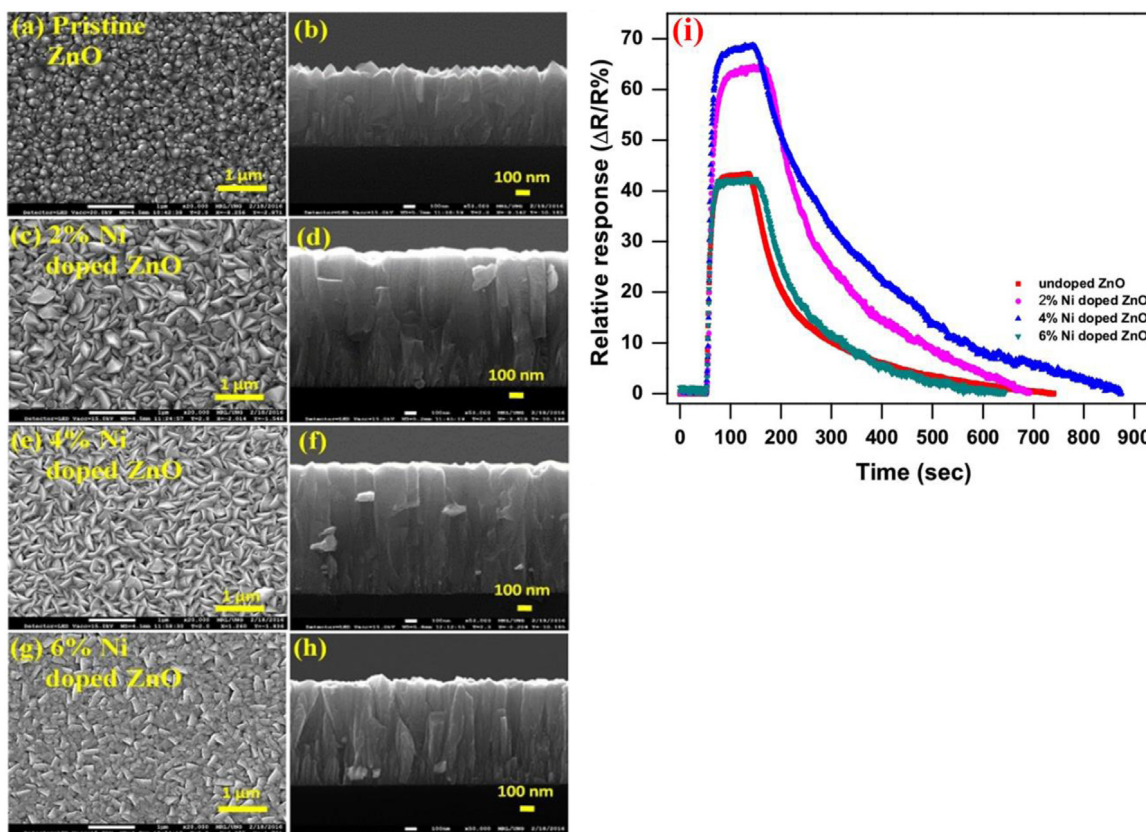 (a) Pristine
ZnO
1 μm
(b)
100 nm
(c) 2% Ni
doped ZnO
1 μm
(d)
100 nm
(e) 4% Ni
doped ZnO
1 μm
(f)
100 nm
(g) 6% Ni
doped ZnO
1 μm
(h)
100 nm
(i)
Relative response (ΔR/R%)
70
60
50
40
30
20
10
0
undoped ZnO
2% Ni doped ZnO
4% Ni doped ZnO
6% Ni doped ZnO
0 100 200 300 400 500 600 700 800 900
Time (sec)